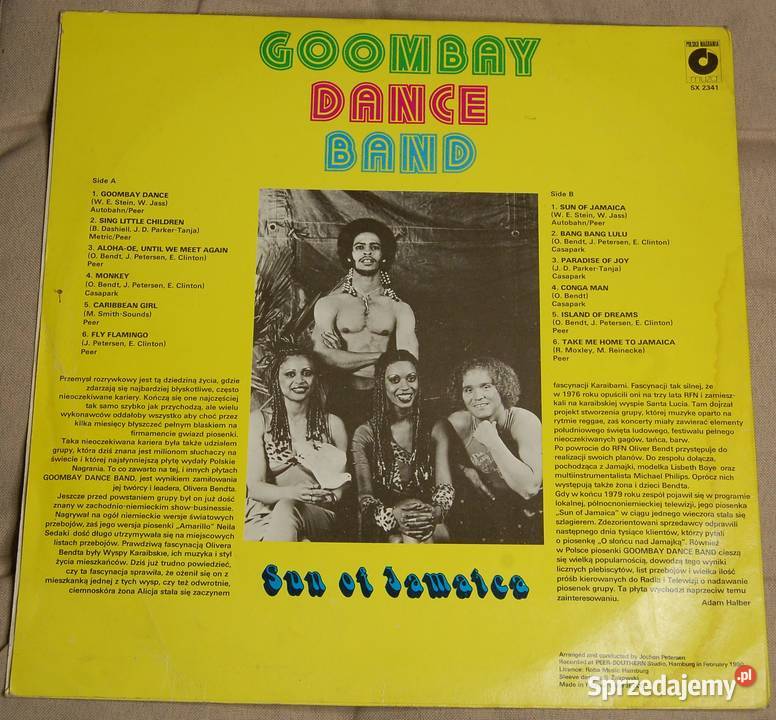 GOOMBAY
DANCE
BAND
POLSKIE NAGRANIA
muza
SX 2341
Side A
1. GOOMBAY DANCE
(W. E. Stein, W. Jass)
Autobahn/Peer
2. SING LITTLE CHILDREN
(B. Dashiell, J. D. Parker-Tanja)
Metric/Peer
3. ALOHA-OE, UNTIL WE MEET AGAIN
(O. Bendt, J. Petersen, E. Clinton)
Peer
4. MONKEY
(O. Bendt, J. Petersen, E. Clinton)
Casapark
5. CARIBBEAN GIRL
(M. Smith-Sounds)
Peer
6. FLY FLAMINGO
(J. Petersen, E. Clinton)
Peer
Side B
1. SUN OF JAMAICA
(W. E. Stein, W. Jass)
Autobahn/Peer
2. BANG BANG LULU
(O. Bendt, J. Petersen, E. Clinton)
Casapark
3. PARADISE OF JOY
(J. D. Parker-Tanja)
Casapark
4. CONGA MAN
(O. Bendt)
Casapark
5. ISLAND OF DREAMS
(O. Bendt, J. Petersen, E. Clinton)
Peer
6. TAKE ME HOME TO JAMAICA
(R. Moxley, M. Reinecke)
Peer
Przemysł rozrywkowy jest tą dziedziną życia, gdzie
zdarzają się najbardziej błyskotliwe, często
nieoczekiwane kariery. Kończą się one najczęściej
tak samo szybko jak przychodzą, ale wielu
wykonawców oddałoby wszystko aby choć przez
kilka miesięcy błyszczeć pełnym blaskiem na
firmamencie gwiazd piosenki.
Taka nieoczekiwana kariera była także udziałem
grupy, która dziś znana jest milionom słuchaczy na
świecie i której najsłynniejszą płytę wydały Polskie
Nagrania. To co zawarto na tej, i innych płytach
GOOMBAY DANCE BAND, jest wynikiem zamiłowania
jej twórcy i leadera, Olivera Bendta.
Jeszcze przed powstaniem grupy był on już dość
znany w zachodnio-niemieckim show-businessie.
Nagrywał na ogół niemieckie wersje światowych
przebojów, zaś jego wersja piosenki „Amarillo” Neila
Sedaki dość długo utrzymywała się na miejscowych
listach przebojów. Prawdziwą fascynacją Olivera
Bendta były Wyspy Karaibskie, ich muzyka i styl
życia mieszkańców. Dziś już trudno powiedzieć,
czy ta fascynacja sprawiła, że ożenił się on z
mieszkanką jednej z tych wysp, czy też odwrotnie,
ciemnoskóra żona Alicja stała się zaczynem
fascynacji Karaibami. Fascynacji tak silnej, że
w 1976 roku opuścili oni na trzy lata RFN i zamiesz-
kali na karaibskiej wyspie Santa Lucia. Tam dojrzał
projekt stworzenia grupy, której muzykę oparto na
rytmie reggae, zaś koncerty miały zawierać elementy
południowego święta ludowego, festiwalu pełnego
nieoczekiwanych gagów, tańca, barw.
Po powrocie do RFN Oliver Bendt przystępuje do
realizacji swoich planów. Do zespołu dołącza,
pochodząca z Jamajki, modelka Lisbeth Boye oraz
multiinstrumentalista Michael Philips. Oprócz nich
występują także żona i dzieci Bendta.
Gdy w końcu 1979 roku zespół pojawił się w programie
lokalnej, północnoniemieckiej telewizji, jego piosenka
„Sun of Jamaica” w ciągu jednego wieczora stała się
szlagierem. Zdezorientowani sprzedawcy odprawili
następnego dnia tysiące klientów, którzy pytali
o piosenkę „O słońcu nad Jamajką”. Również
w Polsce piosenki GOOMBAY DANCE BAND cieszą
się wielką popularnością, dowodzą tego wyniki
licznych plebiscytów, list przebojów i wielka ilość
próśb kierowanych do Radia i Telewizji o nadawanie
piosenek grupy. Ta płyta wychodzi naprzeciw temu
zainteresowaniu.
Adam Halber
Sun of Jamaica
Arranged and conducted by Jochen Petersen
Recorded at PEER-SOUTHERN Studio, Hamburg in February 1980
Licence: Roba Music Hamburg
Sleeve
Made in
Sprzedajemy.pl